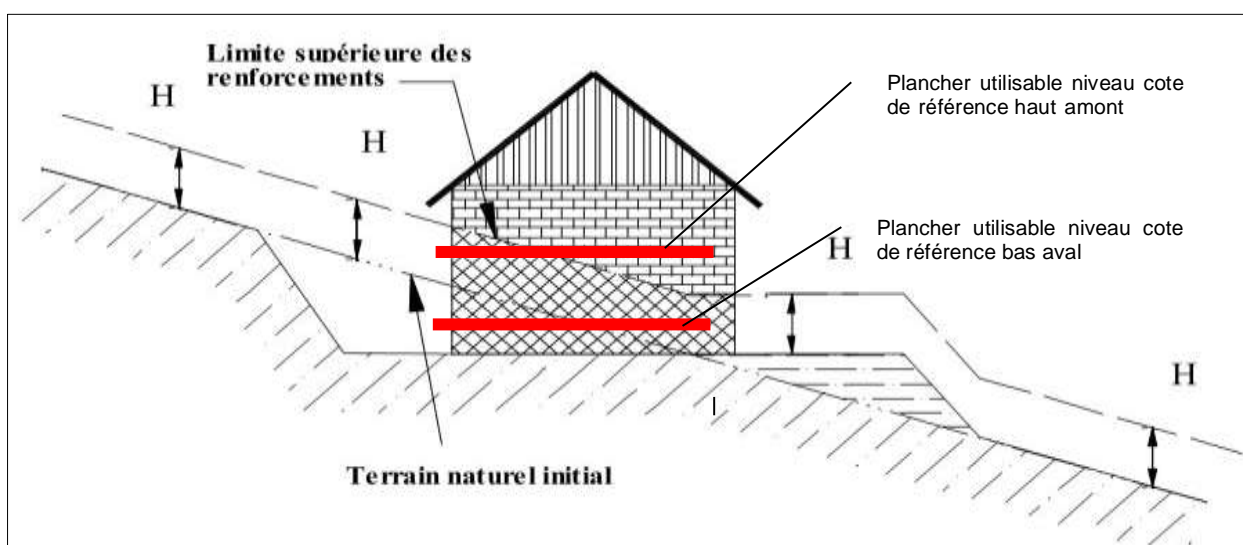 Limite supérieure des
renforcements
Plancher utilisable niveau cote
de référence haut amont
H
H
Plancher utilisable niveau cote
de référence bas aval
H
H
Terrain naturel initial